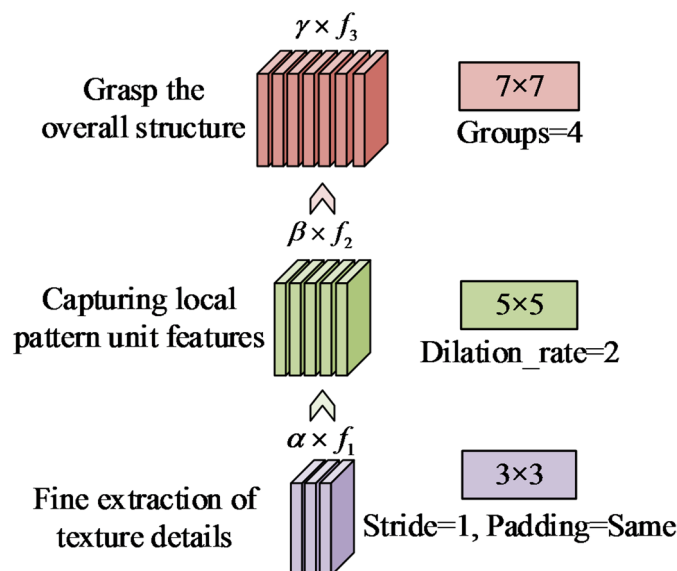 γ × f₃
Grasp the
overall structure
7×7
Groups=4
β × f₂
Capturing local
pattern unit features
5×5
Dilation_rate=2
α × f₁
Fine extraction of
texture details
3×3
Stride=1, Padding=Same